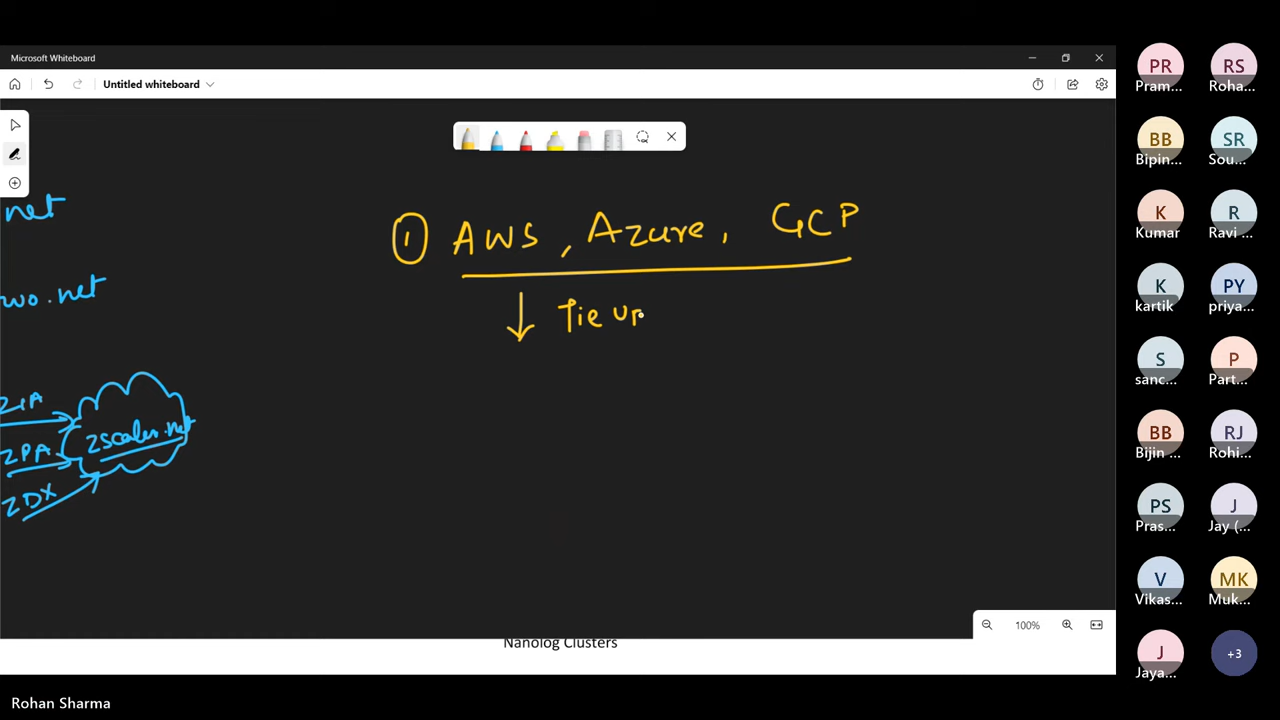 Microsoft Whiteboard
Untitled whiteboard
① AWS, Azure, GCP
↓ Tie up
net
wo.net
ZIA
ZPA
ZDX
zscaler.net
100%
Nanolog Clusters
Rohan Sharma
PR RS
Pram... Roha...
BB SR
Bipin... Sou...
K R
Kumar Ravi ...
K PY
kartik priya...
S P
sanc... Part...
BB RJ
Bijin ... Rohi...
PS J
Pras... Jay (...
V MK
Vikas... Muk...
J +3
Jaya...